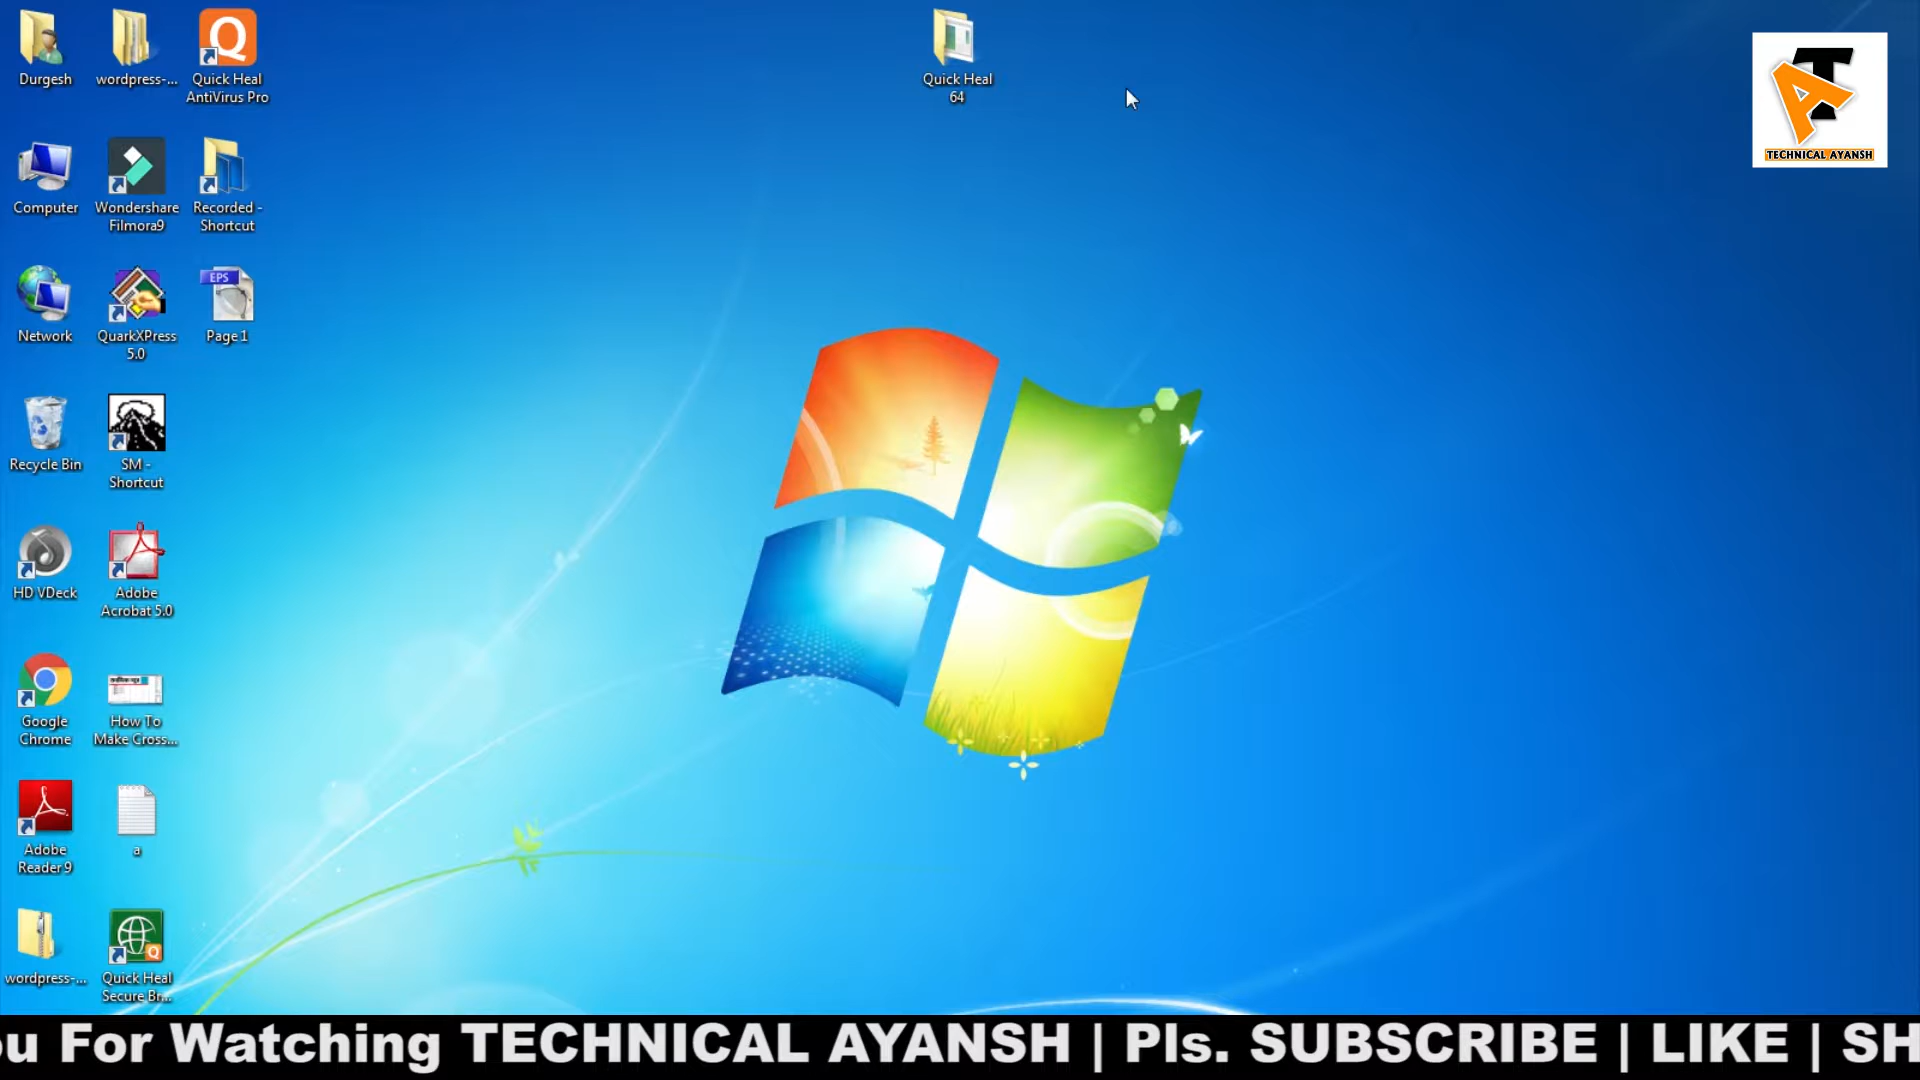 Durgesh
wordpress-...
Quick Heal
AntiVirus Pro
Quick Heal
64
TECHNICAL AYANSH
Computer
Wondershare
Filmora9
Recorded -
Shortcut
Network
QuarkXPress
5.0
EPS
Page 1
Recycle Bin
SM -
Shortcut
HD VDeck
Adobe
Acrobat 5.0
Google
Chrome
How To
Make Cross...
Adobe
Reader 9
a
wordpress-...
Quick Heal
Secure Br...
ou For Watching TECHNICAL AYANSH | Pls. SUBSCRIBE | LIKE | SH